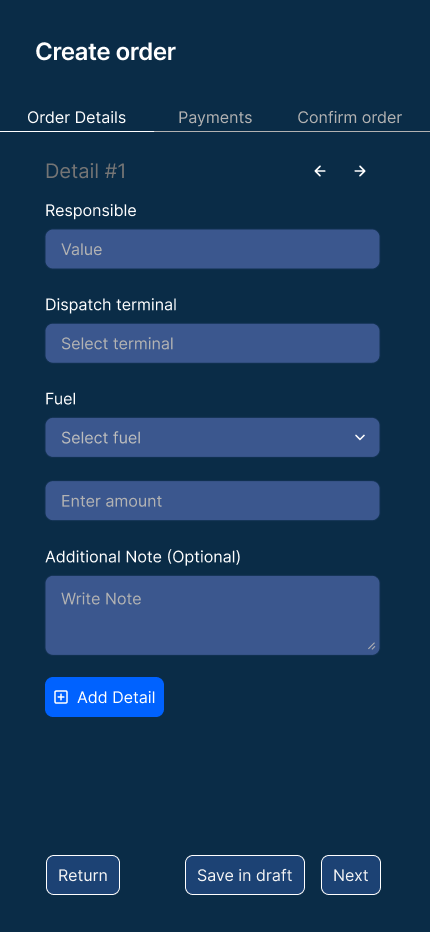 Create order
Order Details Payments Confirm order
Detail #1
Responsible
Value
Dispatch terminal
Select terminal
Fuel
Select fuel
Enter amount
Additional Note (Optional)
Write Note
Add Detail
Return Save in draft Next